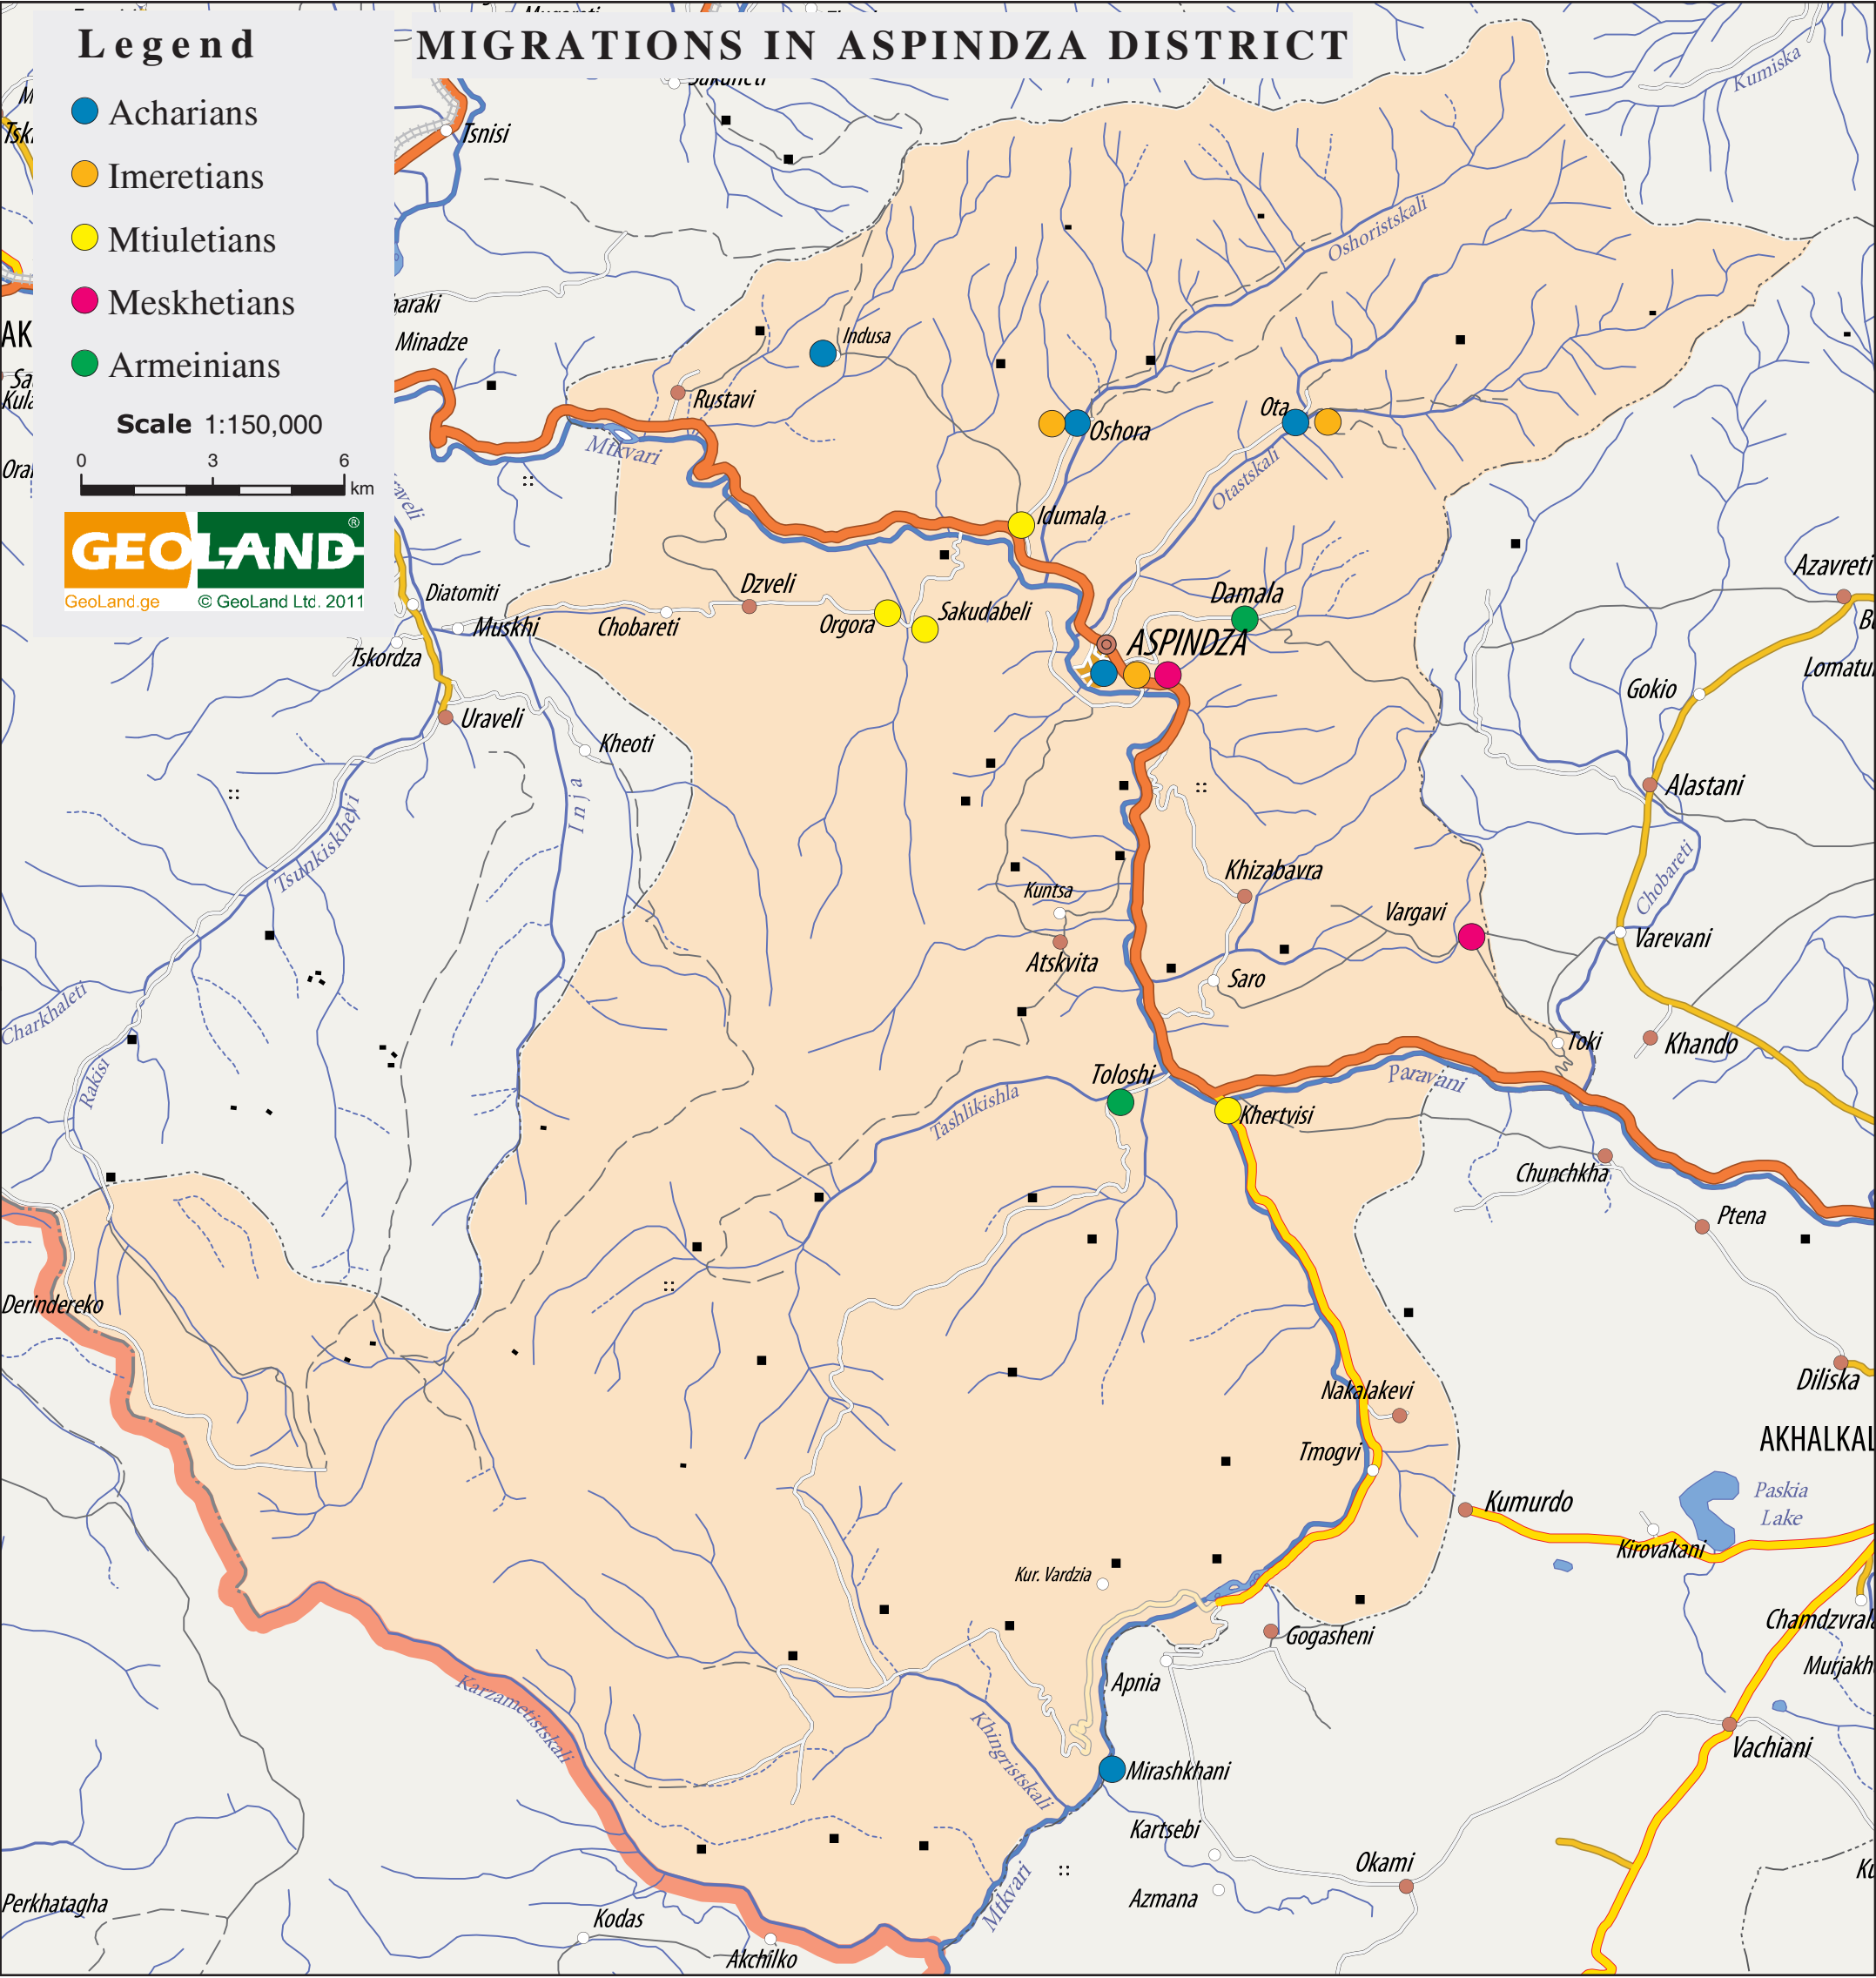 MIGRATIONS IN ASPINDZA DISTRICT
Legend
Acharians
Imeretians
Mtiuletians
Meskhetians
Armeinians
Scale 1:150,000
0 3 6
km
GEOLAND®
GeoLand.ge © GeoLand Ltd. 2011
Tsnisi
Kumiska
Oshoristskali
Minadze
Indusa
Rustavi
Mtkvari
Oshora
Ota
Otastskali
Idumala
Azavreti
Diatomiti
Muskhi
Tskordza
Chobareti
Dzveli
Orgora
Sakudabeli
Damala
ASPINDZA
Gokio
Uraveli
Kheoti
Inja
Alastani
Tsunkiskhevi
Khizabavra
Chobareti
Kuntsa
Vargavi
Varevani
Atskvita
Saro
Charkhaleti
Rakisi
Toki
Khando
Toloshi
Paravani
Tashlikishla
Khertvisi
Chunchkha
Ptena
Derindereko
Diliska
Nakalakevi
AKHALKAL
Tmogvi
Paskia
Lake
Kumurdo
Kirovakani
Kur. Vardzia
Gogasheni
Apnia
Karzametistskali
Khingristskali
Vachiani
Mirashkhani
Kartsebi
Okami
Azmana
Mtkvari
Perkhatagha
Kodas
Akchilko